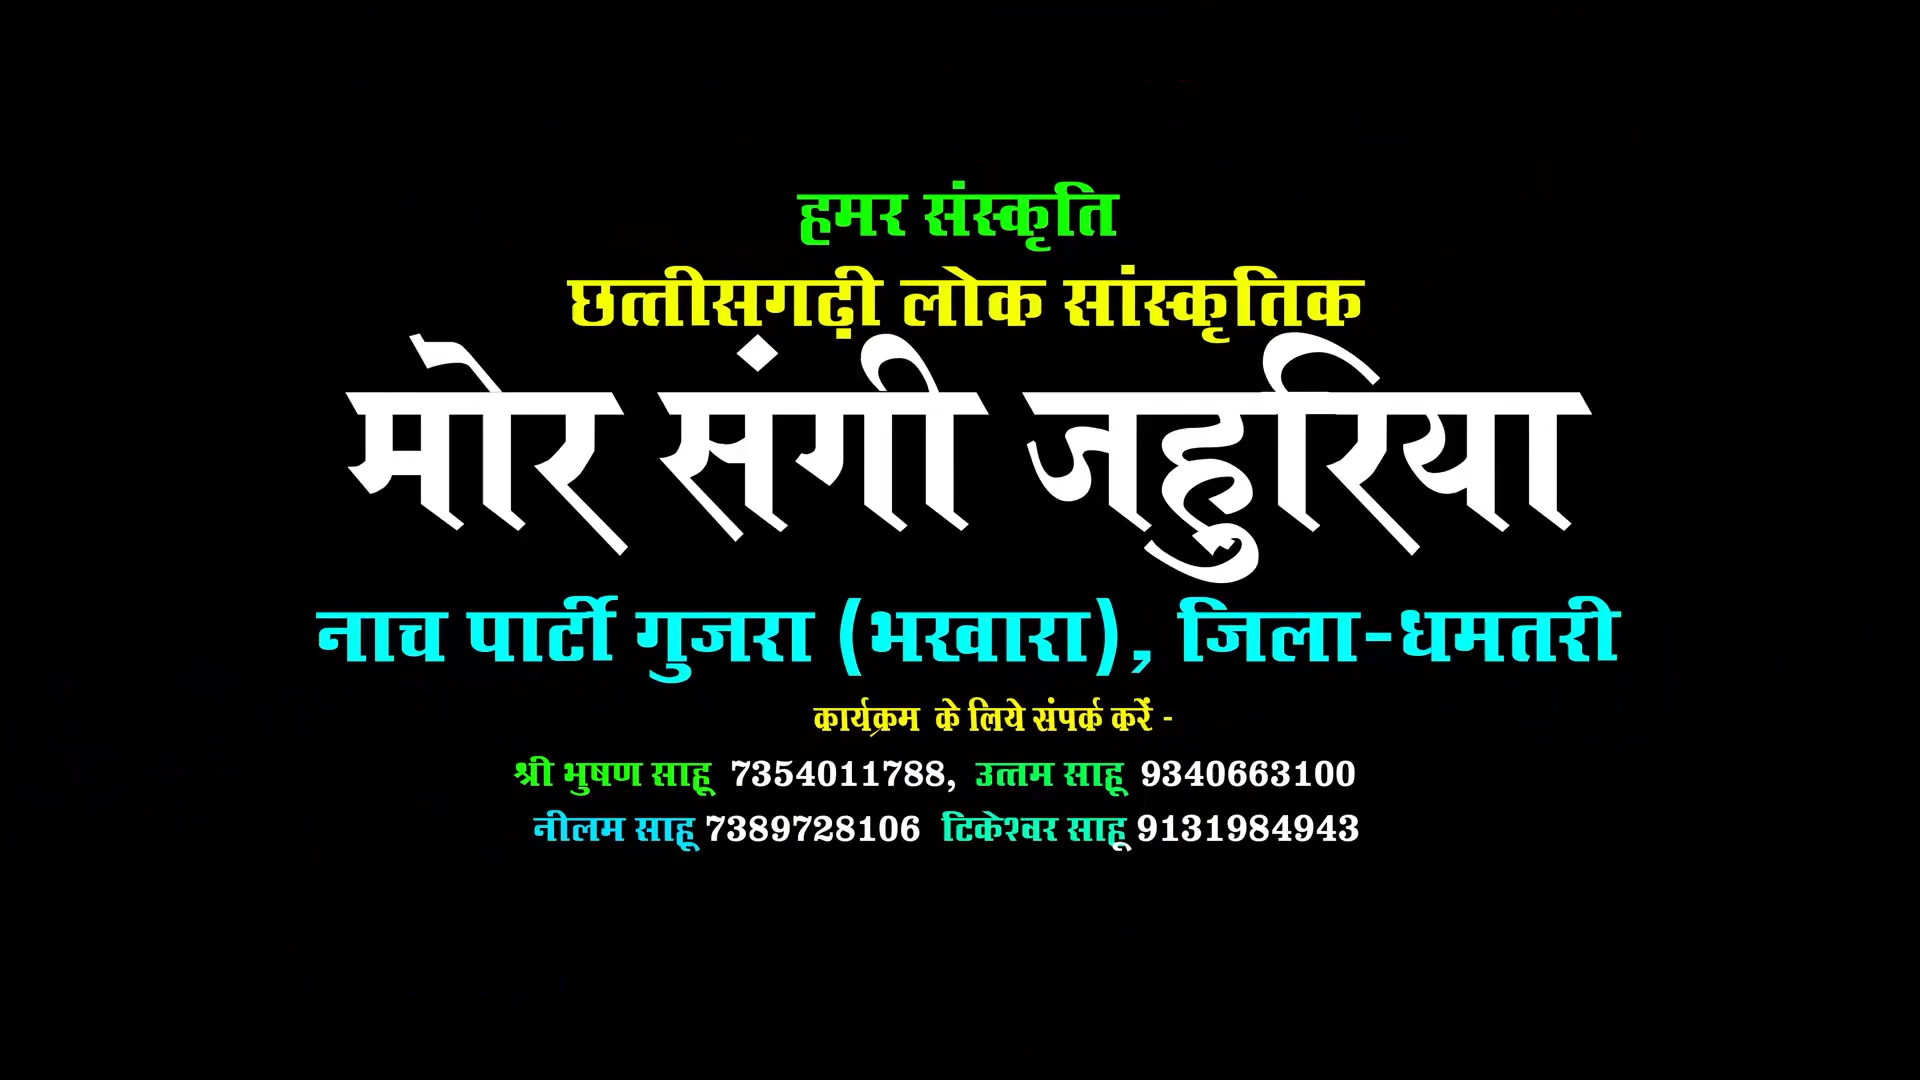 हमर संस्कृति
छत्तीसगढ़ी लोक सांस्कृतिक
मोर संगी जहुरिया
नाच पार्टी गुजरा (भखारा), जिला-धमतरी
कार्यक्रम के लिये संपर्क करें -
श्री भुषण साहू 7354011788, उत्तम साहू 9340663100
नीलम साहू 7389728106 टिकेश्वर साहू 9131984943